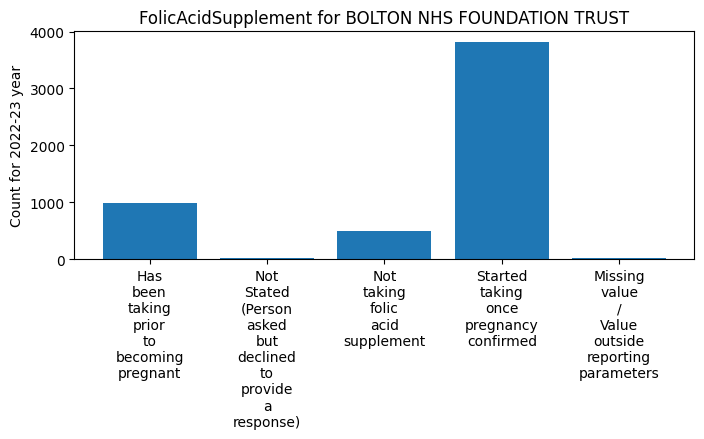 FolicAcidSupplement for BOLTON NHS FOUNDATION TRUST
Count for 2022-23 year
4000
3000
2000
1000
0
Has
been
taking
prior
to
becoming
pregnant
Not
Stated
(Person
asked
but
declined
to
provide
a
response)
Not
taking
folic
acid
supplement
Started
taking
once
pregnancy
confirmed
Missing
value
/
Value
outside
reporting
parameters